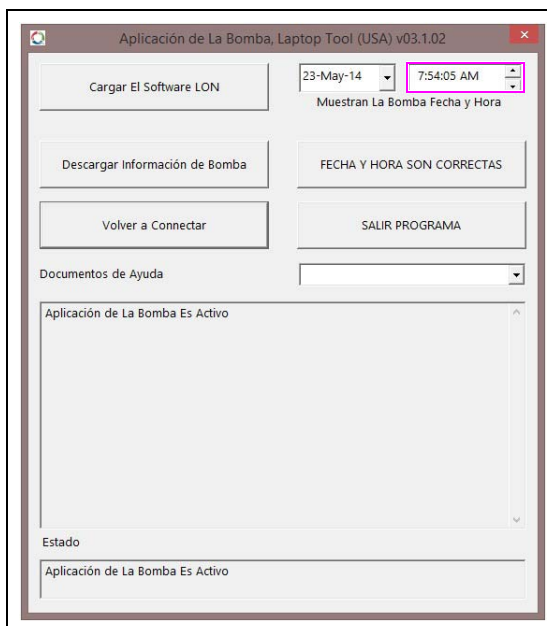 Aplicación de La Bomba, Laptop Tool (USA) v03.1.02
Cargar El Software LON
23-May-14
7:54:05 AM
Muestran La Bomba Fecha y Hora
Descargar Información de Bomba
FECHA Y HORA SON CORRECTAS
Volver a Connectar
SALIR PROGRAMA
Documentos de Ayuda
Aplicación de La Bomba Es Activo
Estado
Aplicación de La Bomba Es Activo